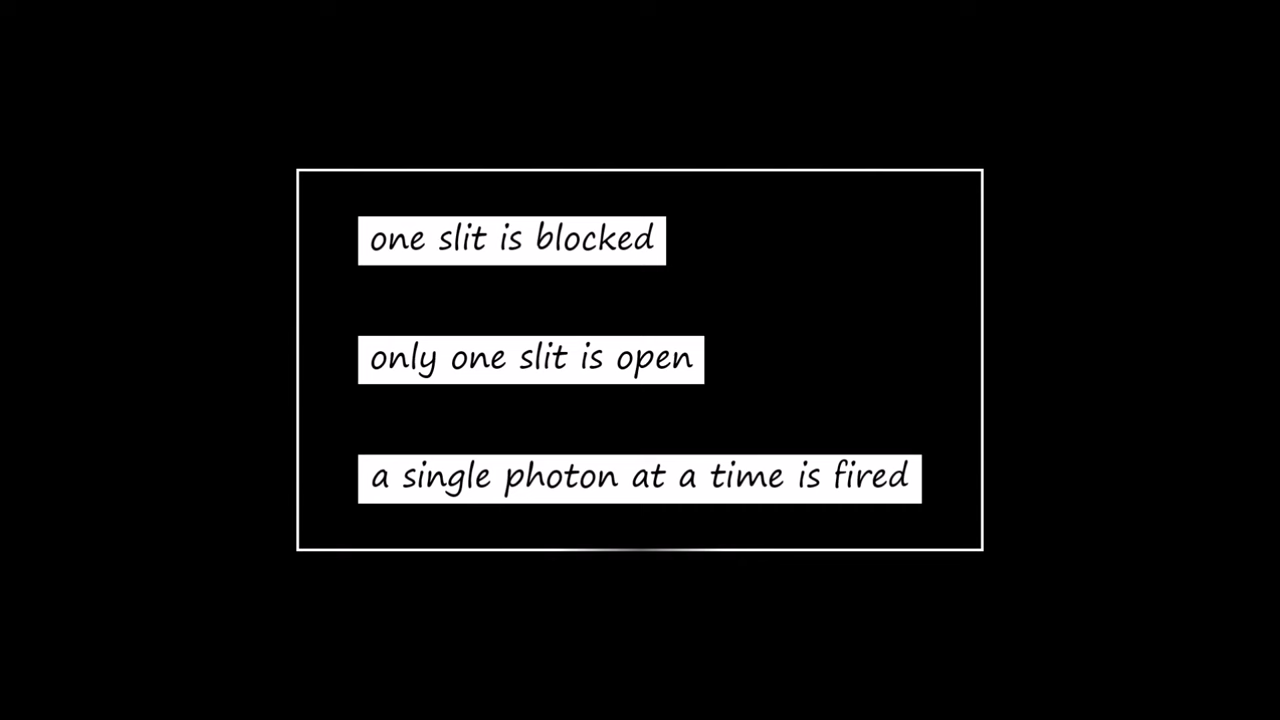 one slit is blocked
only one slit is open
a single photon at a time is fired